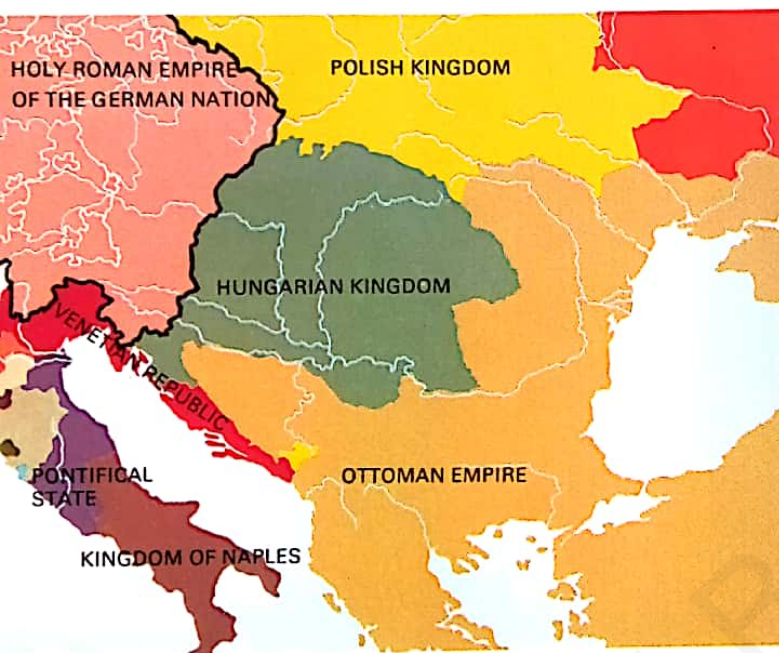 HOLY ROMAN EMPIRE
OF THE GERMAN NATION
POLISH KINGDOM
HUNGARIAN KINGDOM
VENETIAN REPUBLIC
OTTOMAN EMPIRE
PONTIFICAL
STATE
KINGDOM OF NAPLES